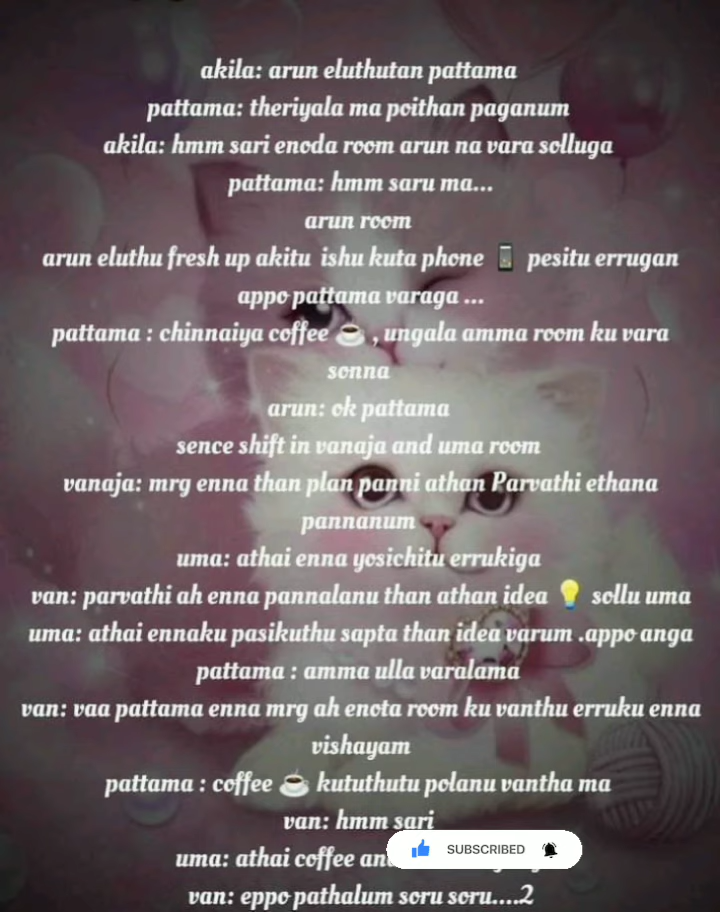 akila: arun eluthutan pattama
pattama: theriyala ma poithan paganum
akila: hmm sari enoda room arun na vara solluga
pattama: hmm saru ma...
arun room
arun eluthu fresh up akitu ishu kuta phone 📱 pesitu errugan
appo pattama varaga ...
pattama : chinnaiya coffee ☕ , ungala amma room ku vara
sonna
arun: ok pattama
sence shift in vanaja and uma room
vanaja: mrg enna than plan panni athan Parvathi ethana
pannanum
uma: athai enna yosichitu errukiga
van: parvathi ah enna pannalanu than athan idea 💡 sollu uma
uma: athai ennaku pasikuthu sapta than idea varum .appo anga
pattama : amma ulla varalama
van: vaa pattama enna mrg ah enota room ku vanthu erruku enna
vishayam
pattama : coffee ☕ kututhutu polanu vantha ma
van: hmm sari
uma: athai coffee
SUBSCRIBED
van: eppo pathalum soru soru....2